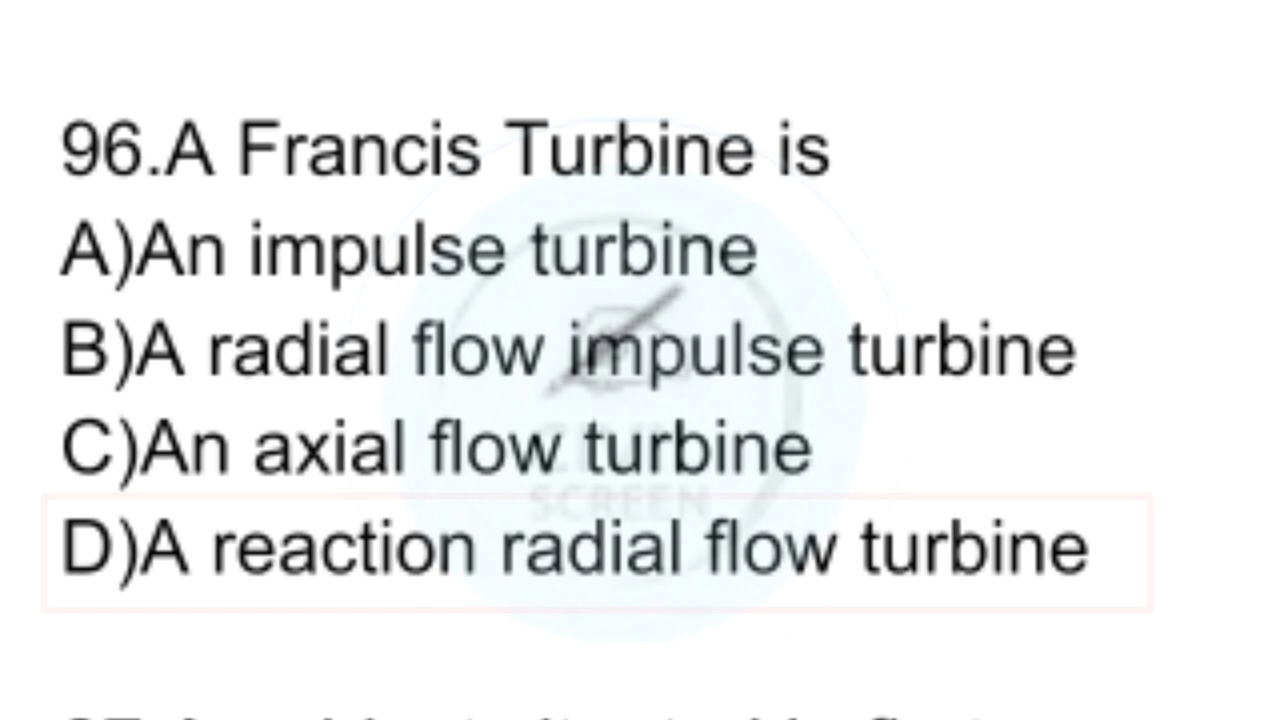 96.A Francis Turbine is
A)An impulse turbine
B)A radial flow impulse turbine
C)An axial flow turbine
SCREEN
D)A reaction radial flow turbine